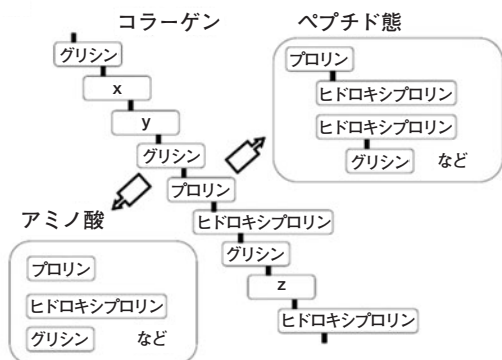 コラーゲン
グリシン
x
y
グリシン
プロリン
ヒドロキシプロリン
グリシン
z
ヒドロキシプロリン
ペプチド態
プロリン
ヒドロキシプロリン
ヒドロキシプロリン
グリシン など
アミノ酸
プロリン
ヒドロキシプロリン
グリシン など